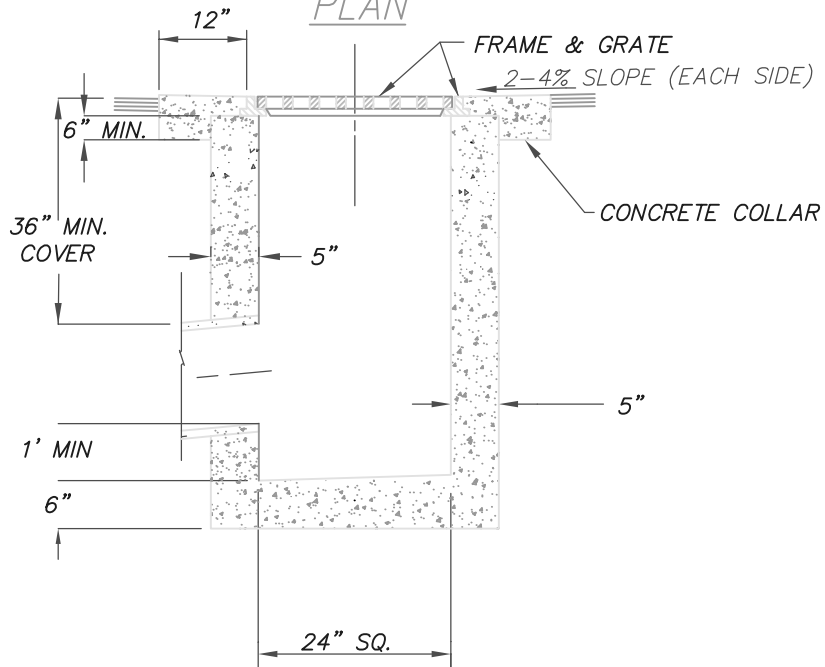 PLAN
12"
FRAME & GRATE
2-4% SLOPE (EACH SIDE)
6" MIN.
CONCRETE COLLAR
36" MIN.
COVER
5"
5"
1' MIN
6"
24" SQ.